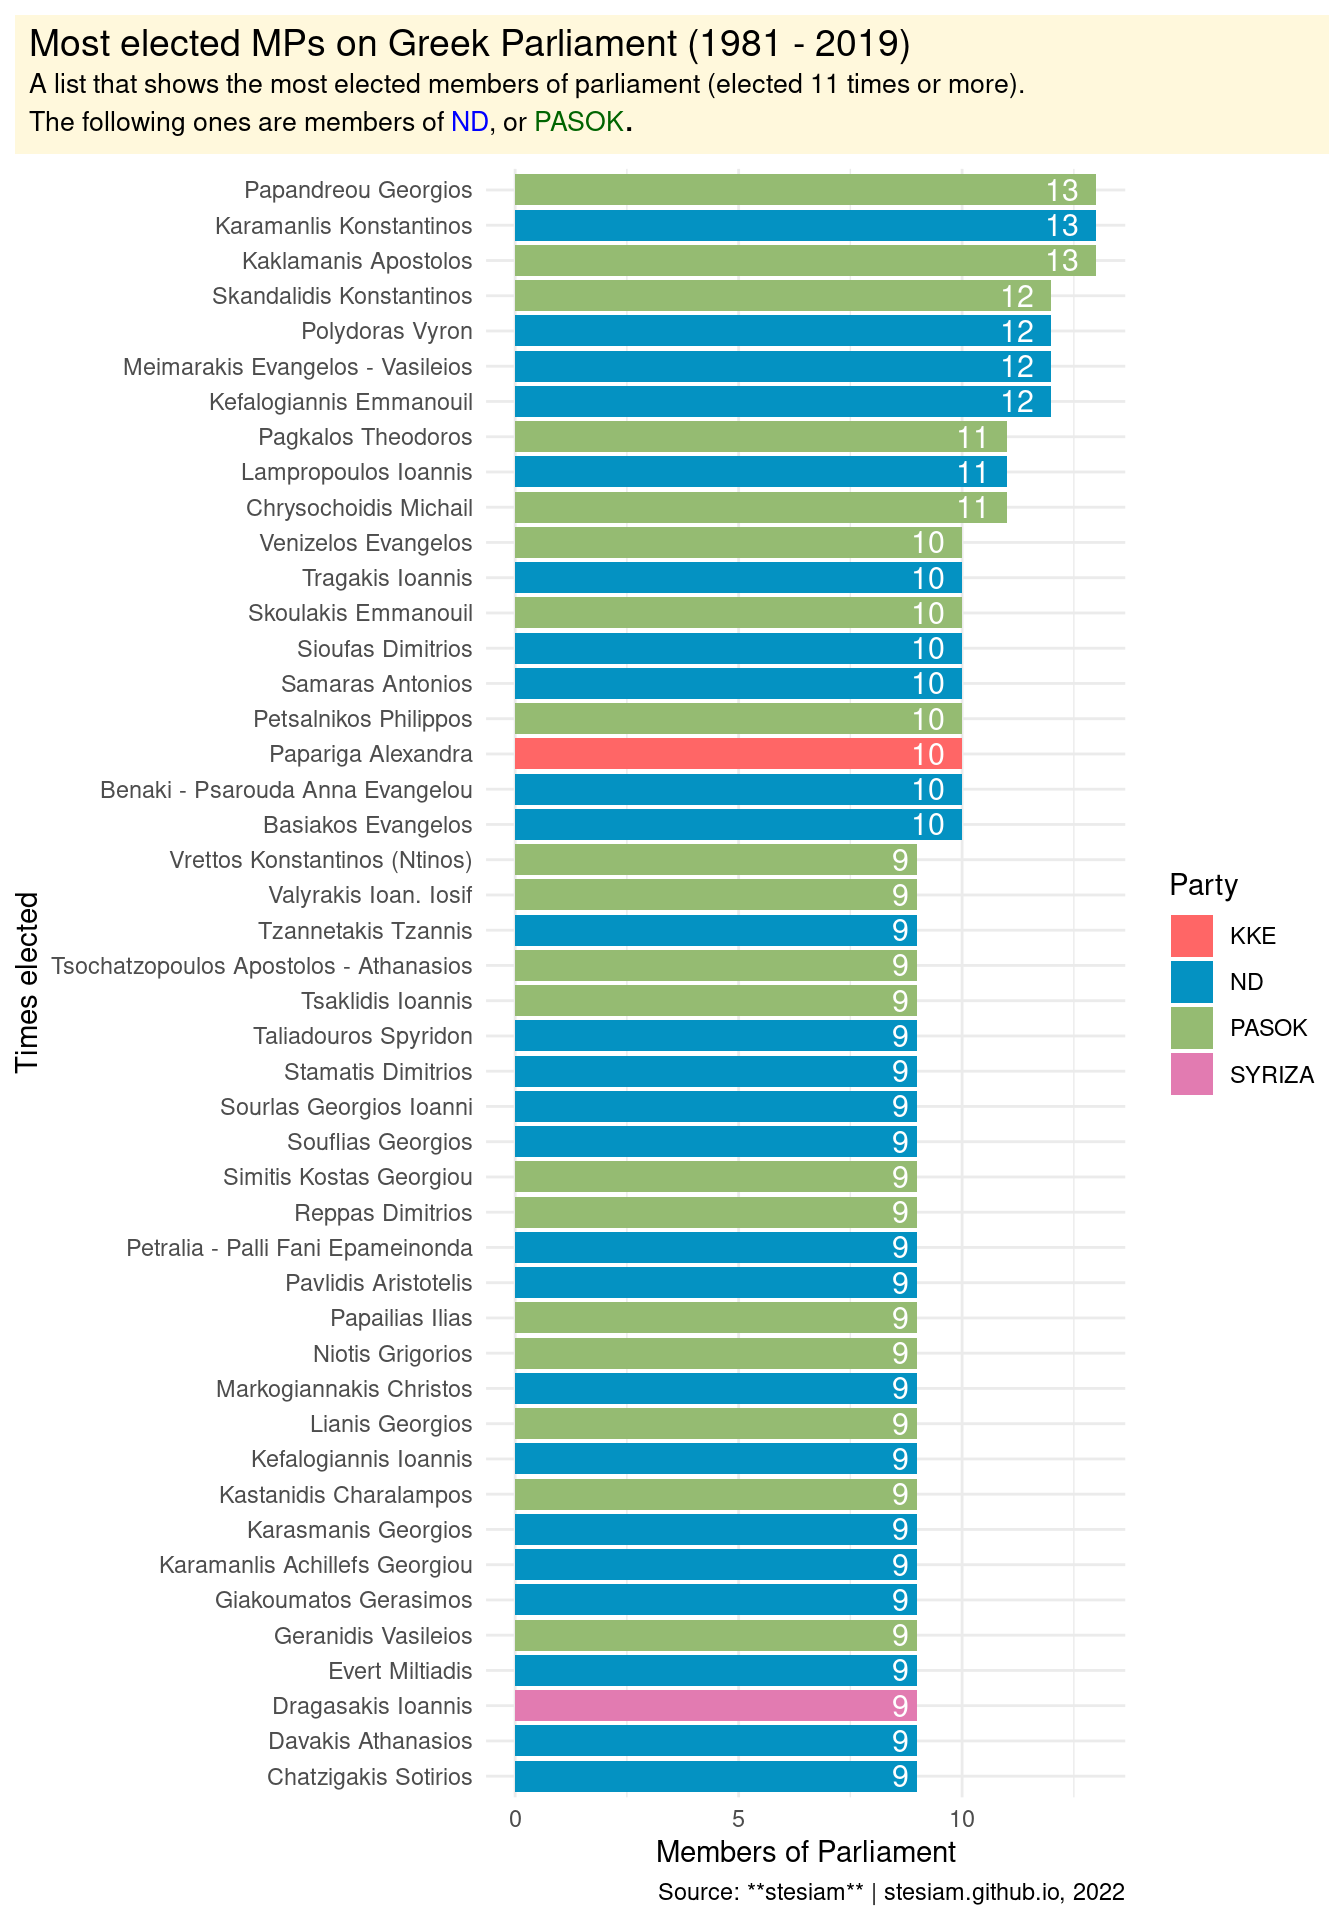 Most elected MPs on Greek Parliament (1981 - 2019)
A list that shows the most elected members of parliament (elected 11 times or more).
The following ones are members of ND, or PASOK.
Papandreou Georgios 13
Karamanlis Konstantinos 13
Kaklamanis Apostolos 13
Skandalidis Konstantinos 12
Polydoras Vyron 12
Meimarakis Evangelos - Vasileios 12
Kefalogiannis Emmanouil 12
Pagkalos Theodoros 11
Lampropoulos Ioannis 11
Chrysochoidis Michail 11
Venizelos Evangelos 10
Tragakis Ioannis 10
Skoulakis Emmanouil 10
Sioufas Dimitrios 10
Samaras Antonios 10
Petsalnikos Philippos 10
Papariga Alexandra 10
Benaki - Psarouda Anna Evangelou 10
Basiakos Evangelos 10
Vrettos Konstantinos (Ntinos) 9
Valyrakis Ioan. Iosif 9
Tzannetakis Tzannis 9
Tsochatzopoulos Apostolos - Athanasios 9
Tsaklidis Ioannis 9
Taliadouros Spyridon 9
Stamatis Dimitrios 9
Sourlas Georgios Ioanni 9
Souflias Georgios 9
Simitis Kostas Georgiou 9
Reppas Dimitrios 9
Petralia - Palli Fani Epameinonda 9
Pavlidis Aristotelis 9
Papailias Ilias 9
Niotis Grigorios 9
Markogiannakis Christos 9
Lianis Georgios 9
Kefalogiannis Ioannis 9
Kastanidis Charalampos 9
Karasmanis Georgios 9
Karamanlis Achillefs Georgiou 9
Giakoumatos Gerasimos 9
Geranidis Vasileios 9
Evert Miltiadis 9
Dragasakis Ioannis 9
Davakis Athanasios 9
Chatzigakis Sotirios 9
Times elected
0 5 10
Members of Parliament
Party
KKE
ND
PASOK
SYRIZA
Source: **stesiam** | stesiam.github.io, 2022